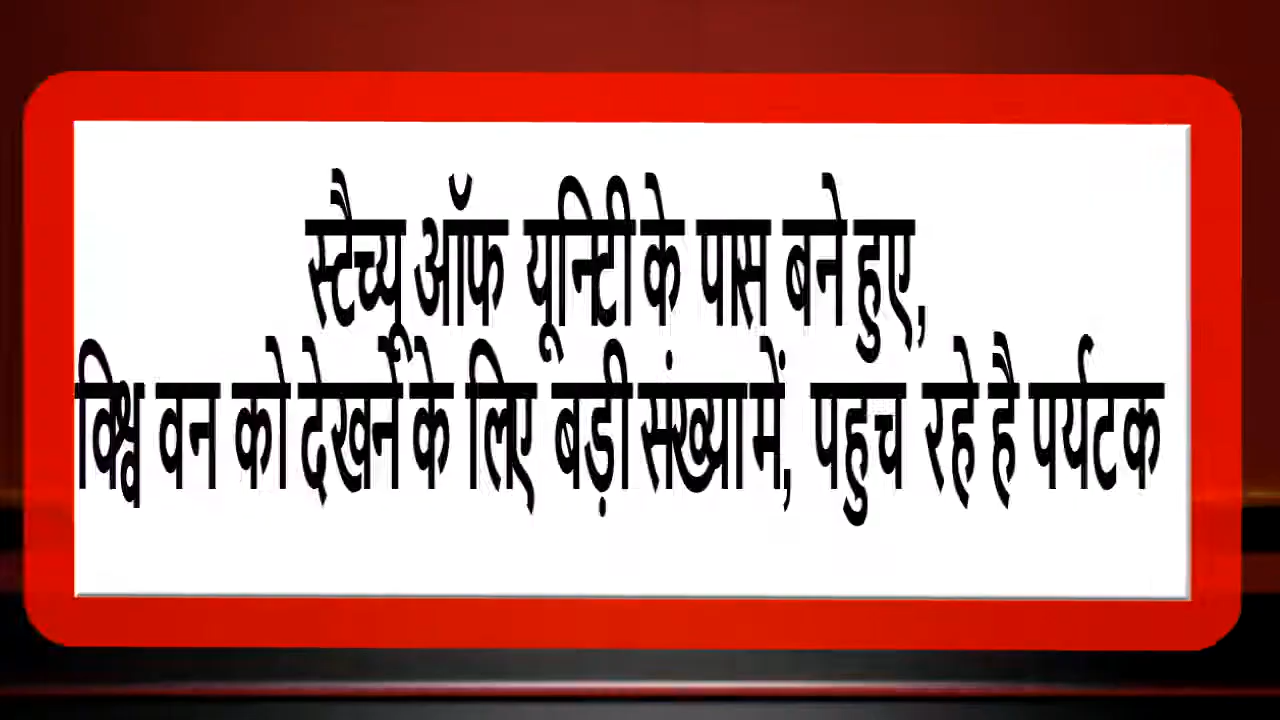 स्टैच्यू ऑफ यूनिटी के पास बने हुए,
विश्व वन को देखने के लिए बड़ी संख्या में, पहुच रहे है पर्यटक